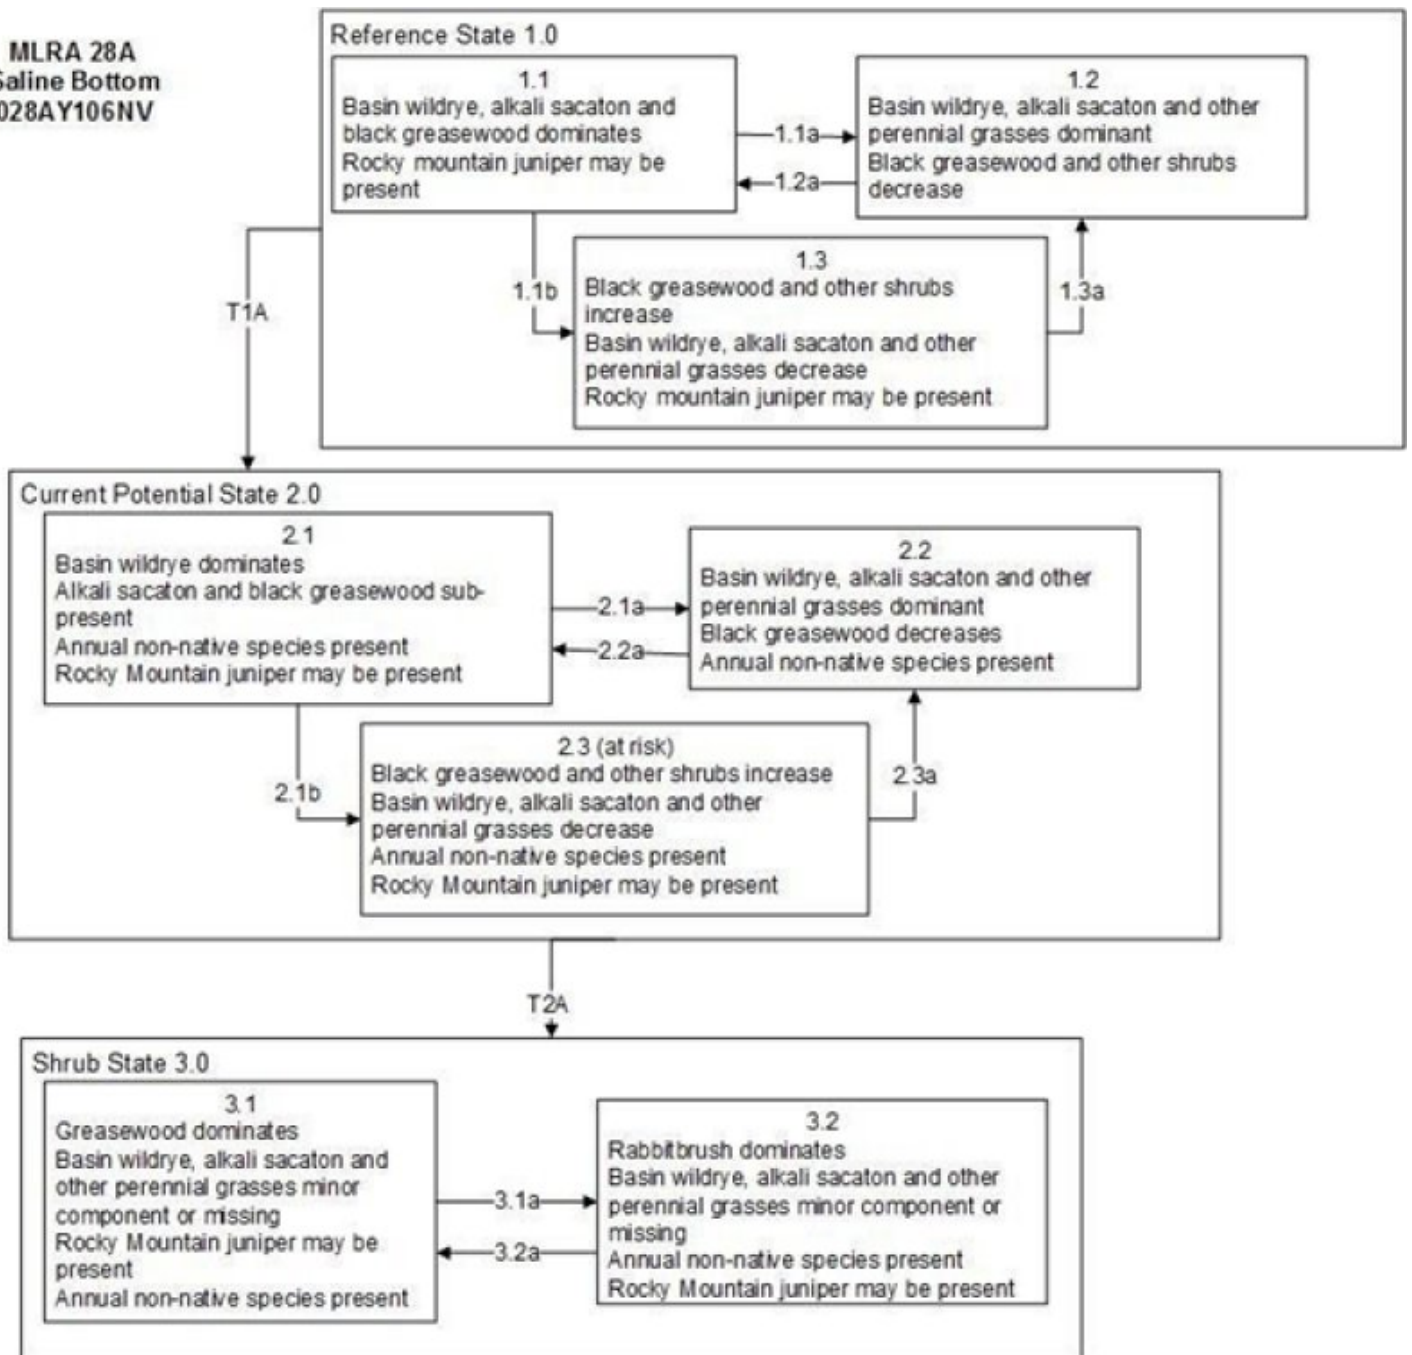 MLRA 28A
Saline Bottom
028AY106NV
Reference State 1.0
1.1
Basin wildrye, alkali sacaton and
black greasewood dominates
Rocky mountain juniper may be
present
1.1a
1.2a
1.2
Basin wildrye, alkali sacaton and other
perennial grasses dominant
Black greasewood and other shrubs
decrease
1.1b
1.3
Black greasewood and other shrubs
increase
Basin wildrye, alkali sacaton and other
perennial grasses decrease
Rocky mountain juniper may be present
1.3a
T1A
Current Potential State 2.0
2.1
Basin wildrye dominates
Alkali sacaton and black greasewood sub-
present
Annual non-native species present
Rocky Mountain juniper may be present
2.1a
2.2a
2.2
Basin wildrye, alkali sacaton and other
perennial grasses dominant
Black greasewood decreases
Annual non-native species present
2.1b
2.3 (at risk)
Black greasewood and other shrubs increase
Basin wildrye, alkali sacaton and other
perennial grasses decrease
Annual non-native species present
Rocky Mountain juniper may be present
2.3a
T2A
Shrub State 3.0
3.1
Greasewood dominates
Basin wildrye, alkali sacaton and
other perennial grasses minor
component or missing
Rocky Mountain juniper may be
present
Annual non-native species present
3.1a
3.2a
3.2
Rabbitbrush dominates
Basin wildrye, alkali sacaton and other
perennial grasses minor component or
missing
Annual non-native species present
Rocky Mountain juniper may be present